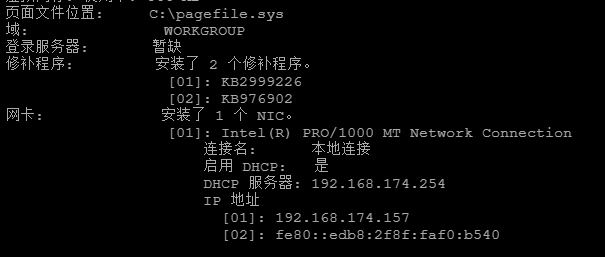 页面文件位置: C:\pagefile.sys
域: WORKGROUP
登录服务器: 暂缺
修补程序: 安装了 2 个修补程序。
[01]: KB2999226
[02]: KB976902
网卡: 安装了 1 个 NIC。
[01]: Intel(R) PRO/1000 MT Network Connection
连接名: 本地连接
启用 DHCP: 是
DHCP 服务器: 192.168.174.254
IP 地址
[01]: 192.168.174.157
[02]: fe80::edb8:2f8f:faf0:b540